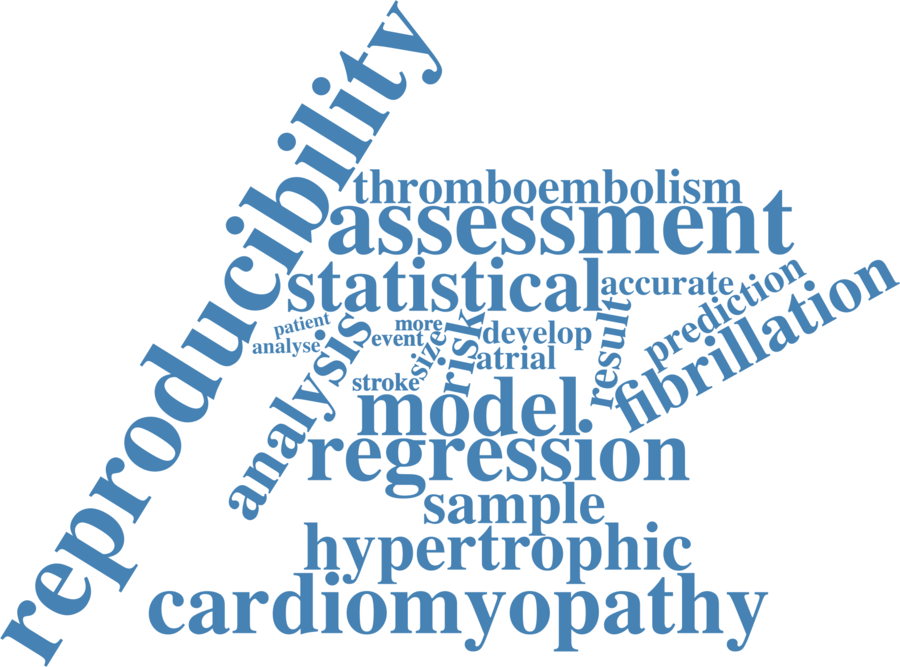 reproducibility
thromboembolism
assessment
statistical
accurate
prediction
fibrillation
patient
analyse
analysis
more
event
size
risk
develop
atrial
result
stroke
model
regression
sample
hypertrophic
cardiomyopathy